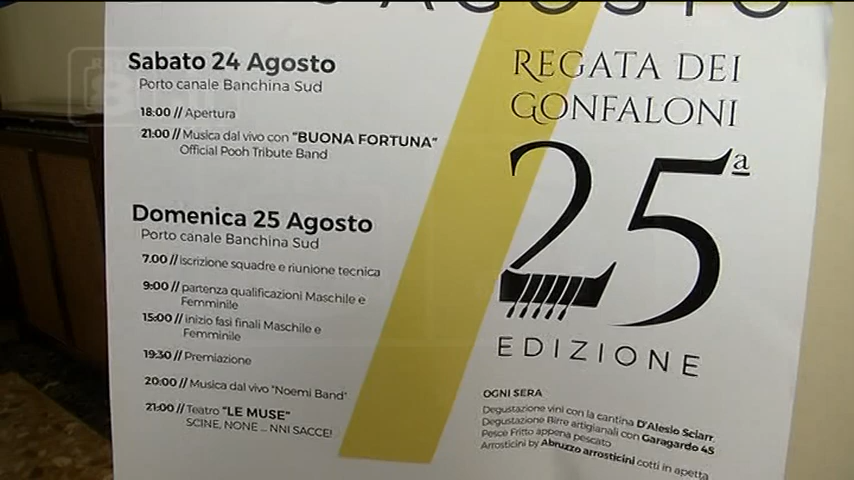 AGOSTO
Sabato 24 Agosto
Porto canale Banchina Sud
18:00 // Apertura
21:00 // Musica dal vivo con "BUONA FORTUNA"
Official Pooh Tribute Band
Domenica 25 Agosto
Porto canale Banchina Sud
7.00 // iscrizione squadre e riunione tecnica
9:00 // partenza qualificazioni Maschile e
Femminile
15:00 // inizio fasi finali Maschile e
Femminile
19:30 // Premiazione
20:00 // Musica dal vivo "Noemi Band"
21:00 // Teatro "LE MUSE"
SCINE, NONE ... NNI SACCE!
REGATA DEI
GONFALONI
25ª
EDIZIONE
OGNI SERA
Degustazione vini con la cantina D'Alesio Sciarr.
Degustazione Birre artigianali con Garagardo 45
Pesce Fritto appena pescato
Arrosticini by Abruzzo arrosticini cotti in apetta